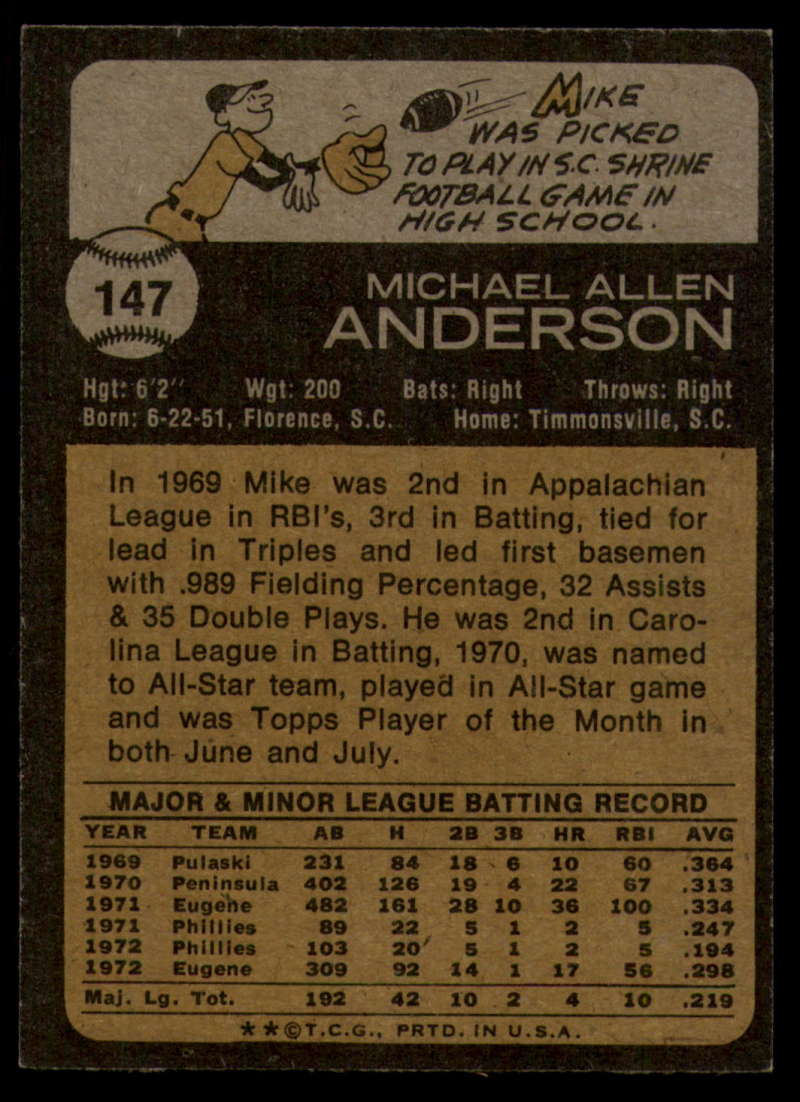 MIKE
WAS PICKED
TO PLAY IN S.C. SHRINE
FOOTBALL GAME IN
HIGH SCHOOL.
147
MICHAEL ALLEN
ANDERSON
Hgt: 6'2" Wgt: 200 Bats: Right Throws: Right
Born: 6-22-51, Florence, S.C. Home: Timmonsville, S.C.
In 1969 Mike was 2nd in Appalachian
League in RBI's, 3rd in Batting, tied for
lead in Triples and led first basemen
with .989 Fielding Percentage, 32 Assists
& 35 Double Plays. He was 2nd in Caro-
lina League in Batting, 1970, was named
to All-Star team, played in All-Star game
and was Topps Player of the Month in
both June and July.
MAJOR & MINOR LEAGUE BATTING RECORD
YEAR TEAM AB H 2B 3B HR RBI AVG
1969 Pulaski 231 84 18 6 10 60 .364
1970 Peninsula 402 126 19 4 22 67 .313
1971 Eugene 482 161 28 10 36 100 .334
1971 Phillies 89 22 5 1 2 5 .247
1972 Phillies 103 20 5 1 2 5 .194
1972 Eugene 309 92 14 1 17 56 .298
Maj. Lg. Tot. 192 42 10 2 4 10 .219
**©T.C.G., PRTD. IN U.S.A.